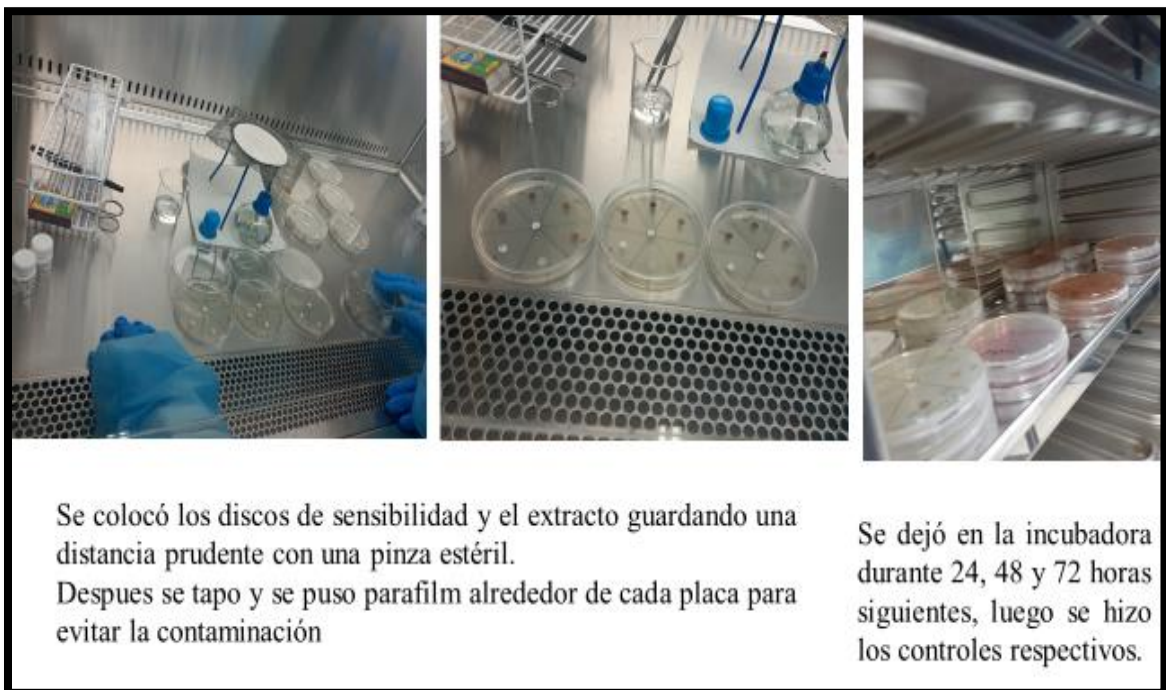 Se colocó los discos de sensibilidad y el extracto guardando una
distancia prudente con una pinza estéril.
Despues se tapo y se puso parafilm alrededor de cada placa para
evitar la contaminación
Se dejó en la incubadora
durante 24, 48 y 72 horas
siguientes, luego se hizo
los controles respectivos.